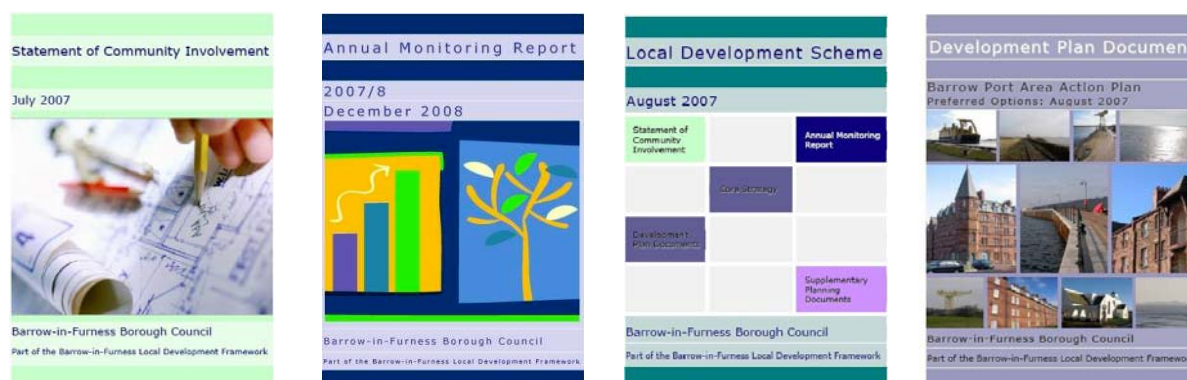 Statement of Community Involvement
July 2007
Barrow-in-Furness Borough Council
Part of the Barrow-in-Furness Local Development Framework
Annual Monitoring Report
2007/8
December 2008
Barrow-in-Furness Borough Council
Part of the Barrow-in-Furness Local Development Framework
Local Development Scheme
August 2007
Statement of
Community
Involvement
Annual Monitoring
Report
Core Strategy
Development
Plan Documents
Supplementary
Planning
Documents
Barrow-in-Furness Borough Council
Part of the Barrow-in-Furness Local Development Framework
Development Plan Documen
Barrow Port Area Action Plan
Preferred Options: August 2007
Barrow-in-Furness Borough Council
Part of the Barrow-in-Furness Local Development Framewo